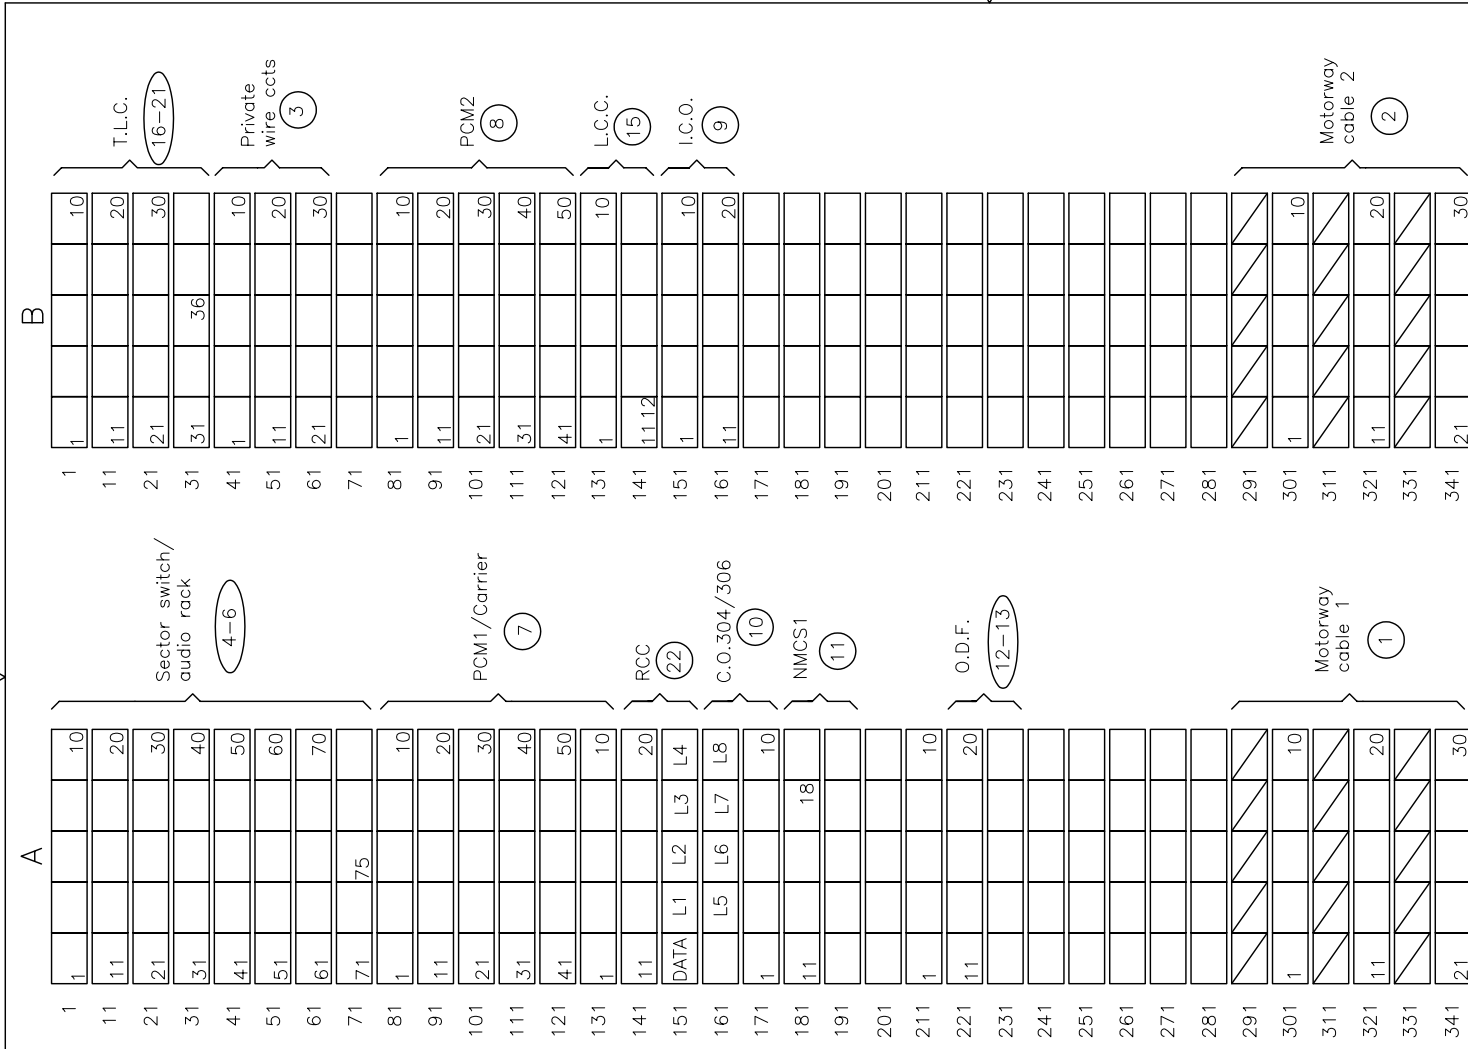 A
1 1 10
11 11 20
21 21 30
31 31 40
41 41 50
51 51 60
61 61 70
71 71 75
Sector switch/
audio rack
4-6
81 1 10
91 11 20
101 21 30
111 31 40
121 41 50
131 1 10
PCM1/Carrier
7
141 11 20
151 DATA L1 L2 L3 L4
RCC
22
161 L5 L6 L7 L8
171 1 10
C.O.304/306
10
181 11 18
191
NMCS1
11
201
211 1 10
221 11 20
231
O.D.F.
12-13
241
251
261
271
281
291
301 1 10
311
321 11 20
331
341 21 30
Motorway
cable 1
1
B
1 1 10
11 11 20
21 21 30
31 31 36
T.L.C.
16-21
41 1 10
51 11 20
61 21 30
Private
wire ccts
3
71
81 1 10
91 11 20
101 21 30
111 31 40
121 41 50
PCM2
8
131 1 10
141 11 12
L.C.C.
15
151 1 10
161 11 20
I.C.O.
9
171
181
191
201
211
221
231
241
251
261
271
281
291
301 1 10
311
321 11 20
331
341 21 30
Motorway
cable 2
2